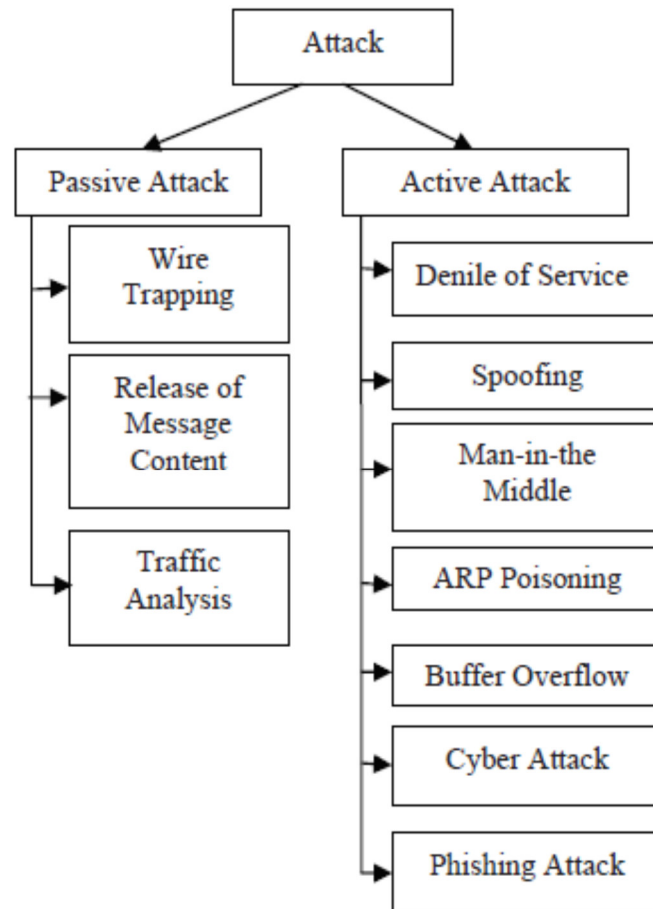 Attack
Passive Attack
Wire
Trapping
Release of
Message
Content
Traffic
Analysis
Active Attack
Denile of Service
Spoofing
Man-in-the
Middle
ARP Poisoning
Buffer Overflow
Cyber Attack
Phishing Attack